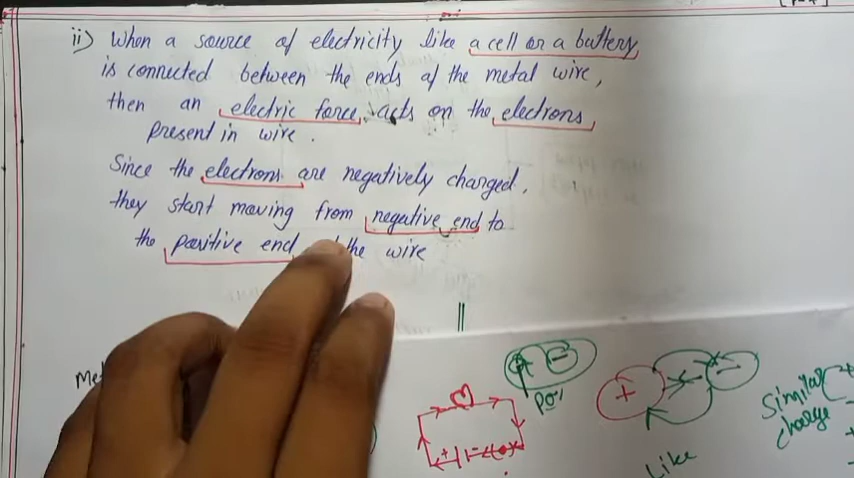 ii) When a source of electricity like a cell or a battery
is connected between the ends of the metal wire,
then an electric force acts on the electrons
present in wire.
Since the electrons are negatively charged,
they start moving from negative end to
the positive end the wire
Met
+ -
+ -
+ -
Similar
charge
Like